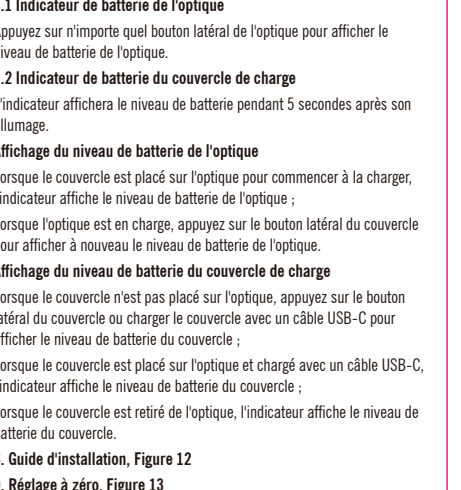 .1 Indicateur de batterie de l'optique
ppuyez sur n'importe quel bouton latéral de l'optique pour afficher le
iveau de batterie de l'optique.
.2 Indicateur de batterie du couvercle de charge
'indicateur affichera le niveau de batterie pendant 5 secondes après son
llumage.
ffichage du niveau de batterie de l'optique
orsque le couvercle est placé sur l'optique pour commencer à la charger,
'indicateur affiche le niveau de batterie de l'optique ;
orsque l'optique est en charge, appuyez sur le bouton latéral du couvercle
our afficher à nouveau le niveau de batterie de l'optique.
ffichage du niveau de batterie du couvercle de charge
orsque le couvercle n'est pas placé sur l'optique, appuyez sur le bouton
atéral du couvercle ou charger le couvercle avec un câble USB-C pour
fficher le niveau de batterie du couvercle ;
orsque le couvercle est placé sur l'optique et chargé avec un câble USB-C,
'indicateur affiche le niveau de batterie du couvercle ;
orsque le couvercle est retiré de l'optique, l'indicateur affiche le niveau de
atterie du couvercle.
. Guide d'installation, Figure 12
. Réglage à zéro, Figure 13